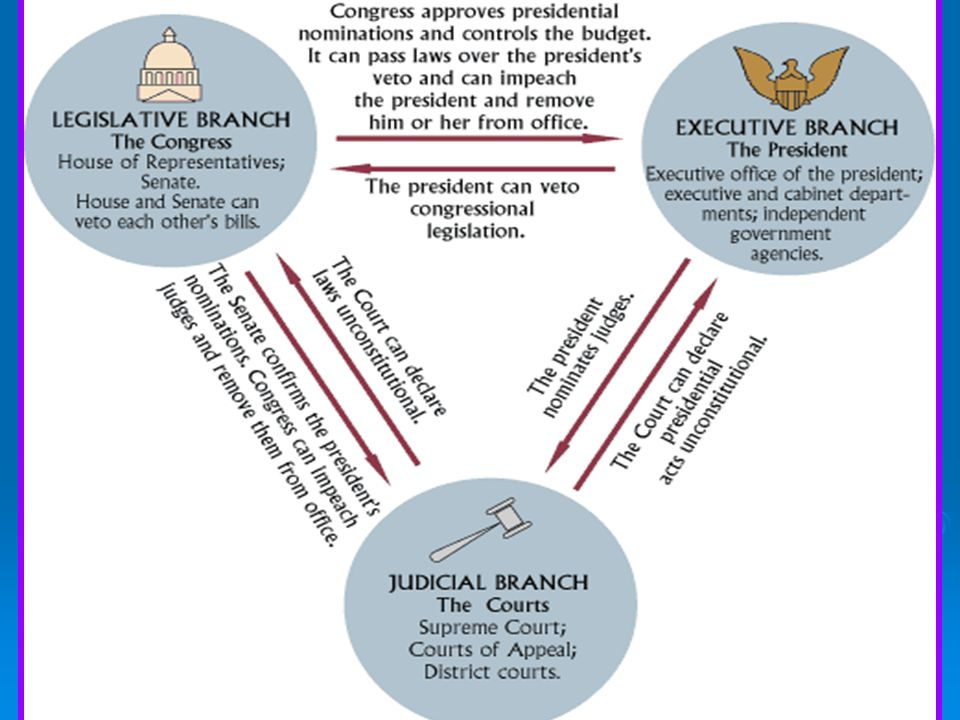 Congress approves presidential
nominations and controls the budget.
It can pass laws over the president's
veto and can impeach
the president and remove
him or her from office.
LEGISLATIVE BRANCH
The Congress
House of Representatives;
Senate.
House and Senate can
veto each other's bills.
EXECUTIVE BRANCH
The President
Executive office of the president;
executive and cabinet depart-
ments; independent
government
agencies.
The president can veto
congressional
legislation.
The Senate confirms the president's
nominations. Congress can impeach
judges and remove them from office.
The Court can declare
laws unconstitutional.
The president
nominates judges.
The Court can declare
presidential
acts unconstitutional.
JUDICIAL BRANCH
The Courts
Supreme Court;
Courts of Appeal;
District courts.